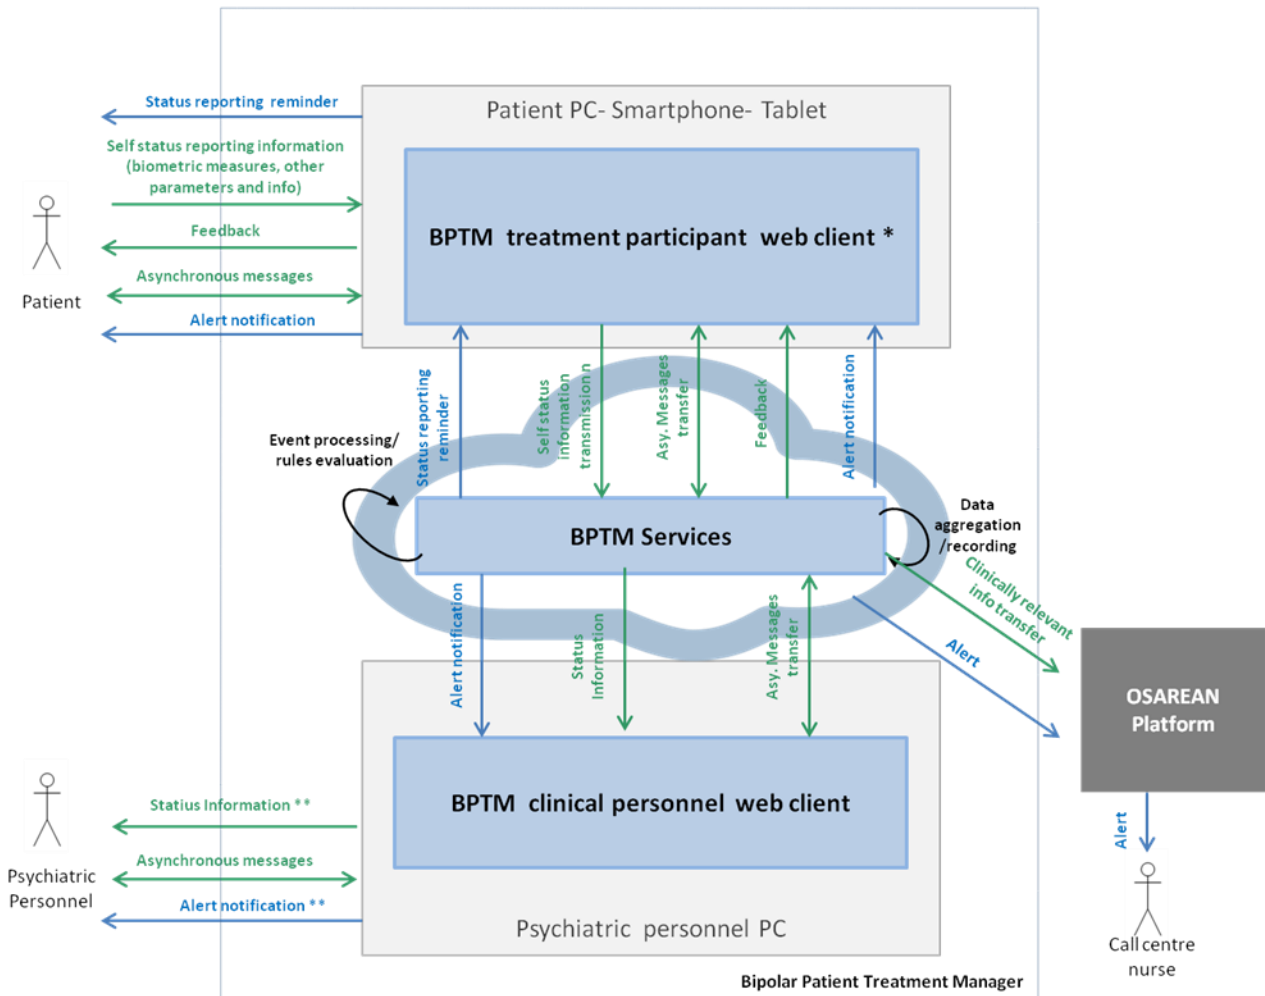 Status reporting reminder
Self status reporting information
(biometric measures, other
parameters and info)
Feedback
Asynchronous messages
Alert notification
Patient
Patient PC- Smartphone- Tablet
BPTM treatment participant web client *
Status reporting
reminder
Self status
information
transmission n
Asy. Messages
transfer
Feedback
Alert notification
Event processing/
rules evaluation
BPTM Services
Data
aggregation
/recording
Clinically relevant
info transfer
Alert
Alert notification
Status
Information
Asy. Messages
transfer
OSAREAN
Platform
Alert
Call centre
nurse
BPTM clinical personnel web client
Psychiatric personnel PC
Statius Information **
Asynchronous messages
Alert notification **
Psychiatric
Personnel
Bipolar Patient Treatment Manager